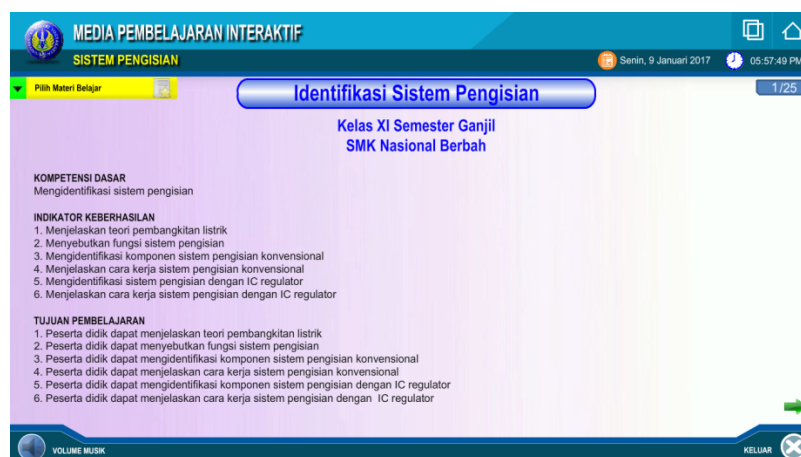 MEDIA PEMBELAJARAN INTERAKTIF
SISTEM PENGISIAN
Senin, 9 Januari 2017
05:57:49 PM
Pilih Materi Belajar
Identifikasi Sistem Pengisian
1/25
Kelas XI Semester Ganjil
SMK Nasional Berbah
KOMPETENSI DASAR
Mengidentifikasi sistem pengisian
INDIKATOR KEBERHASILAN
1. Menjelaskan teori pembangkitan listrik
2. Menyebutkan fungsi sistem pengisian
3. Mengidentifikasi komponen sistem pengisian konvensional
4. Menjelaskan cara kerja sistem pengisian konvensional
5. Mengidentifikasi sistem pengisian dengan IC regulator
6. Menjelaskan cara kerja sistem pengisian dengan IC regulator
TUJUAN PEMBELAJARAN
1. Peserta didik dapat menjelaskan teori pembangkitan listrik
2. Peserta didik dapat menyebutkan fungsi sistem pengisian
3. Peserta didik dapat mengidentifikasi komponen sistem pengisian konvensional
4. Peserta didik dapat menjelaskan cara kerja sistem pengisian konvensional
5. Peserta didik dapat mengidentifikasi komponen sistem pengisian dengan IC regulator
6. Peserta didik dapat menjelaskan cara kerja sistem pengisian dengan IC regulator
VOLUME MUSIK
KELUAR